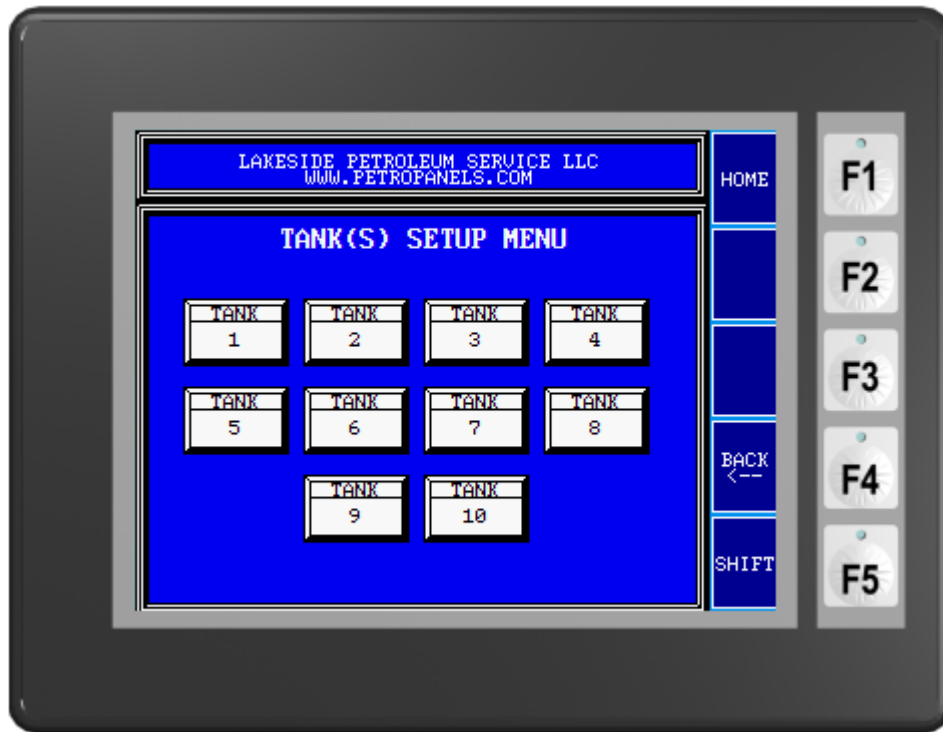 LAKESIDE PETROLEUM SERVICE LLC
WWW.PETROPANELS.COM
TANK(S) SETUP MENU
TANK
1
TANK
2
TANK
3
TANK
4
TANK
5
TANK
6
TANK
7
TANK
8
TANK
9
TANK
10
HOME
BACK
<--
SHIFT
F1
F2
F3
F4
F5